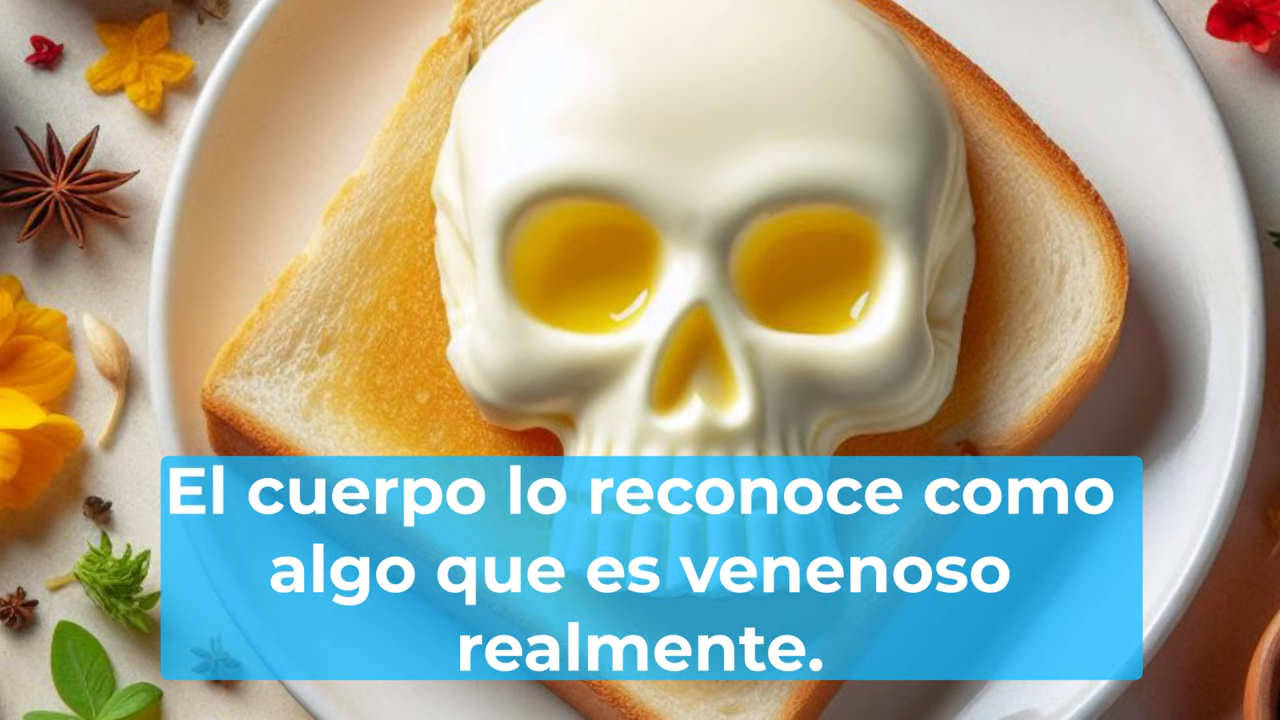 El cuerpo lo reconoce como
algo que es venenoso
realmente.